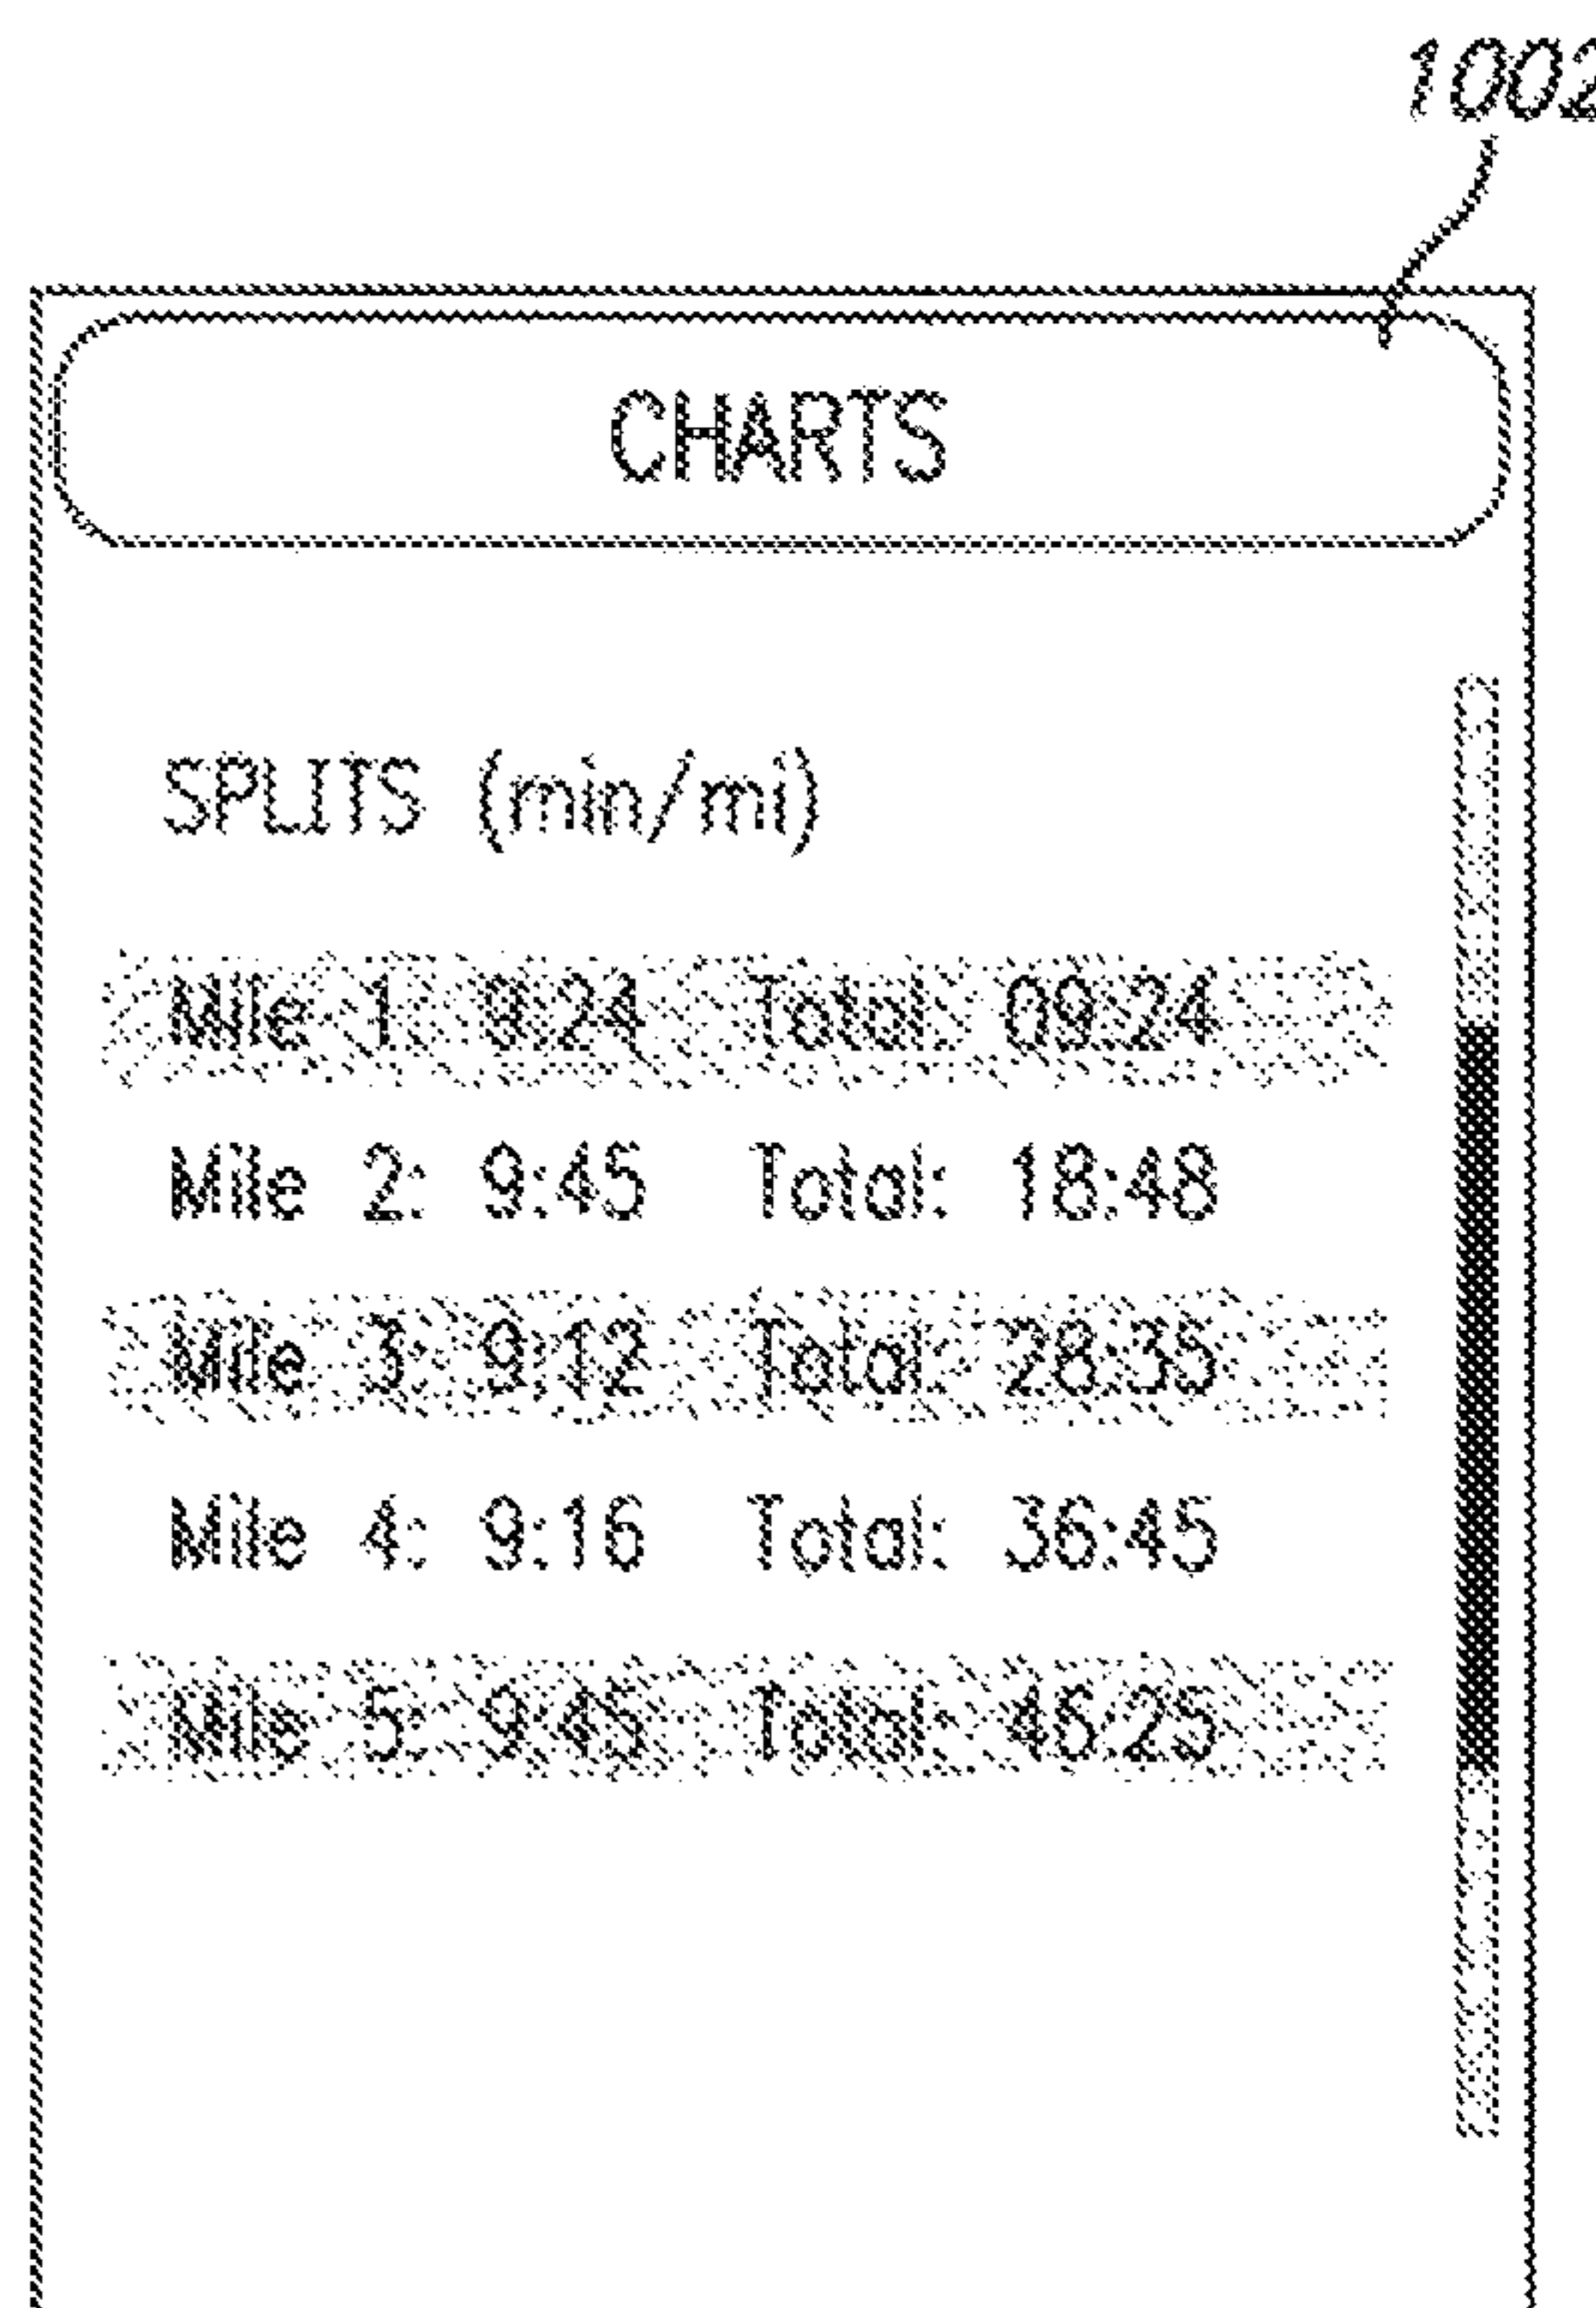 1002
CHARTS
SPLITS (min/mi)
Mile 1: 9:24 Total: 09:24
Mile 2: 9:45 Total: 18:48
Mile 3: 9:12 Total: 28:35
Mile 4: 9:16 Total: 36:45
Mile 5: 9:45 Total: 46:25